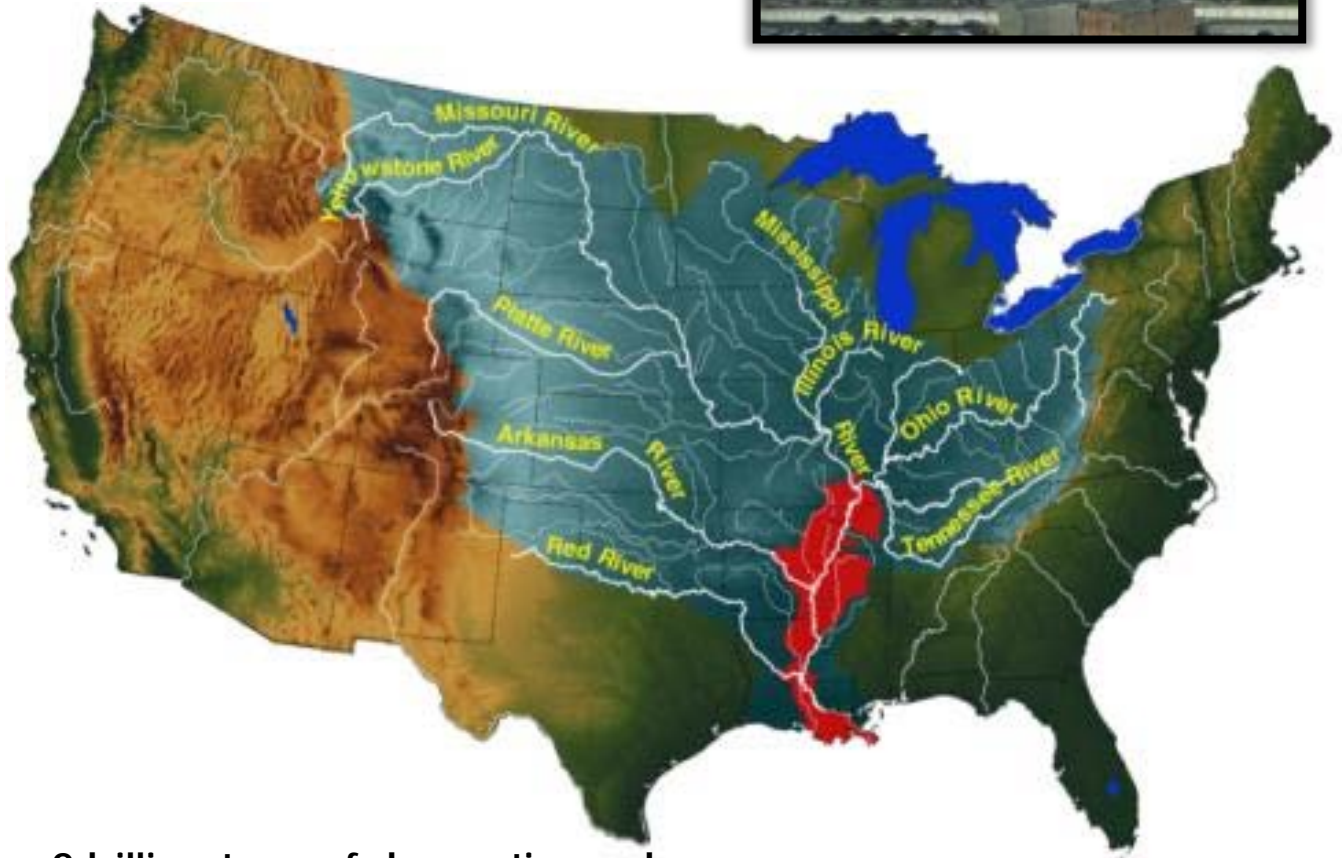 Missouri River
Yellowstone River
Mississippi
River
Platte River
Illinois River
Ohio River
Arkansas
River
Tennessee River
Red River